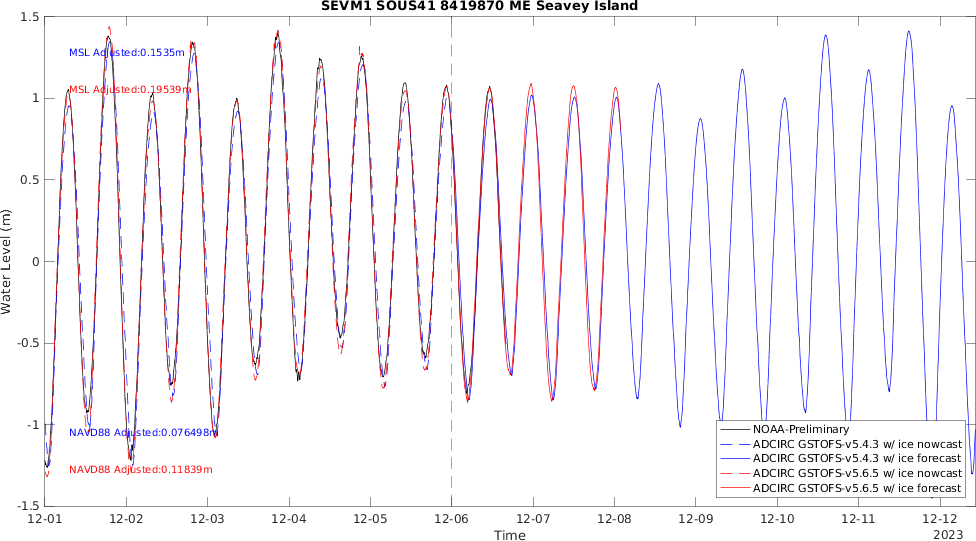 SEVM1 SOUS41 8419870 ME Seavey Island
1.5
1
0.5
0
-0.5
-1
-1.5
Water Level (m)
MSL Adjusted:0.1535m
MSL Adjusted:0.19539m
NAVD88 Adjusted:0.076498m
NAVD88 Adjusted:0.11839m
NOAA-Preliminary
ADCIRC GSTOFS-v5.4.3 w/ ice nowcast
ADCIRC GSTOFS-v5.4.3 w/ ice forecast
ADCIRC GSTOFS-v5.6.5 w/ ice nowcast
ADCIRC GSTOFS-v5.6.5 w/ ice forecast
12-01 12-02 12-03 12-04 12-05 12-06 12-07 12-08 12-09 12-10 12-11 12-12
Time
2023